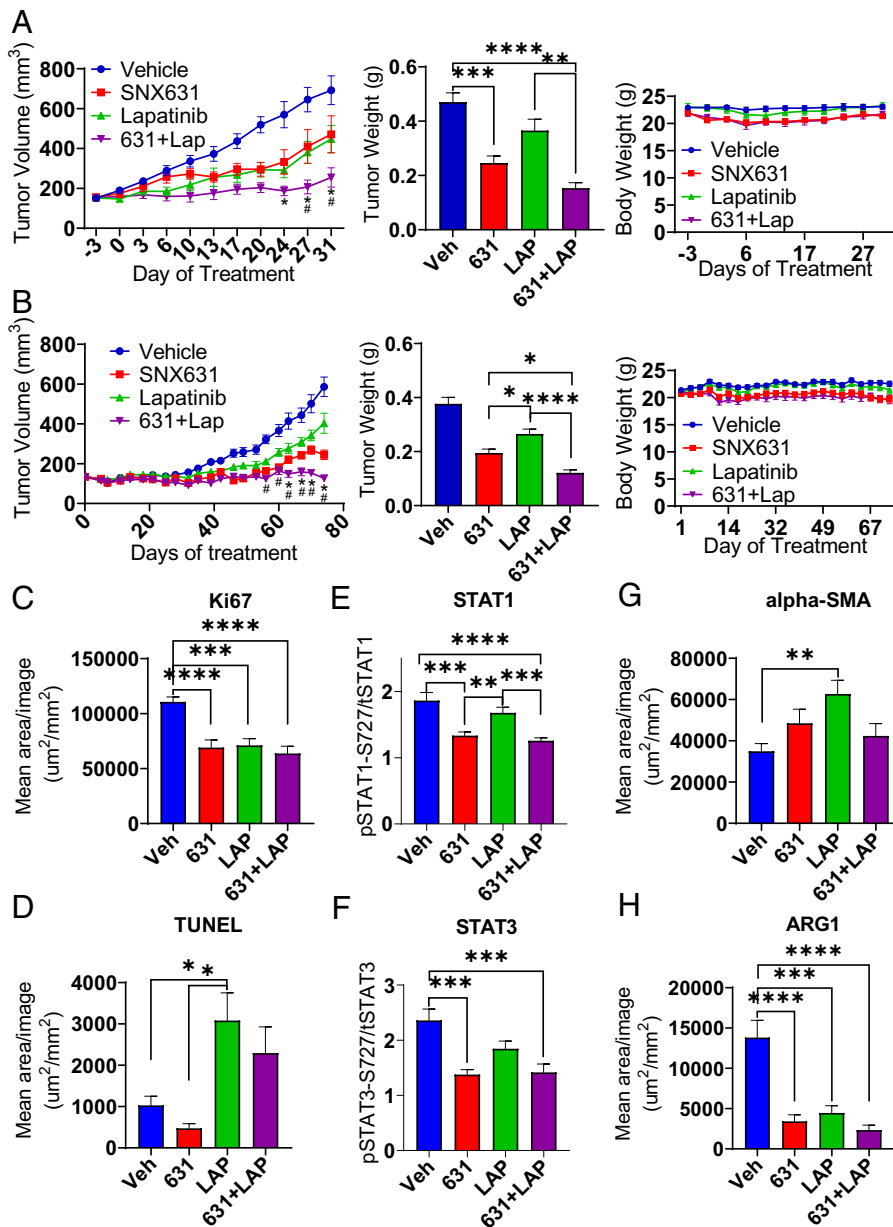 A
Tumor Volume (mm³)
800
600
400
200
0
-3 0 3 6 10 13 17 20 24 27 31
Day of Treatment
Vehicle
SNX631
Lapatinib
631+Lap
* * *
# #
Tumor Weight (g)
0.6
0.4
0.2
0.0
**** 
*** **
Veh 631 LAP 631+LAP
Body Weight (g)
25
20
15
10
5
0
Vehicle
SNX631
Lapatinib
631+Lap
-3 6 17 27
Days of Treatment
B
Tumor Volume (mm³)
800
600
400
200
0
0 20 40 60 80
Days of treatment
Vehicle
SNX631
Lapatinib
631+Lap
* * * *
# # # # # #
Tumor Weight (g)
0.6
0.4
0.2
0.0
*
* ****
Veh 631 LAP 631+LAP
Body Weight (g)
25
20
15
10
5
0
Vehicle
SNX631
Lapatinib
631+Lap
1 14 32 49 67
Day of Treatment
C
Ki67
Mean area/image
(um²/mm²)
150000
100000
50000
0
****
***
****
Veh 631 LAP 631+LAP
E
STAT1
pSTAT1-S727/tSTAT1
2
1
0
****
*** ** ***
Veh 631 LAP 631+LAP
G
alpha-SMA
Mean area/image
(um²/mm²)
80000
60000
40000
20000
0
**
Veh 631 LAP 631+LAP
D
TUNEL
Mean area/image
(um²/mm²)
4000
3000
2000
1000
0
* *
Veh 631 LAP 631+LAP
F
STAT3
pSTAT3-S727/tSTAT3
3
2
1
0
***
***
Veh 631 LAP 631+LAP
H
ARG1
Mean area/image
(um²/mm²)
20000
15000
10000
5000
0
****
***
****
Veh 631 LAP 631+LAP